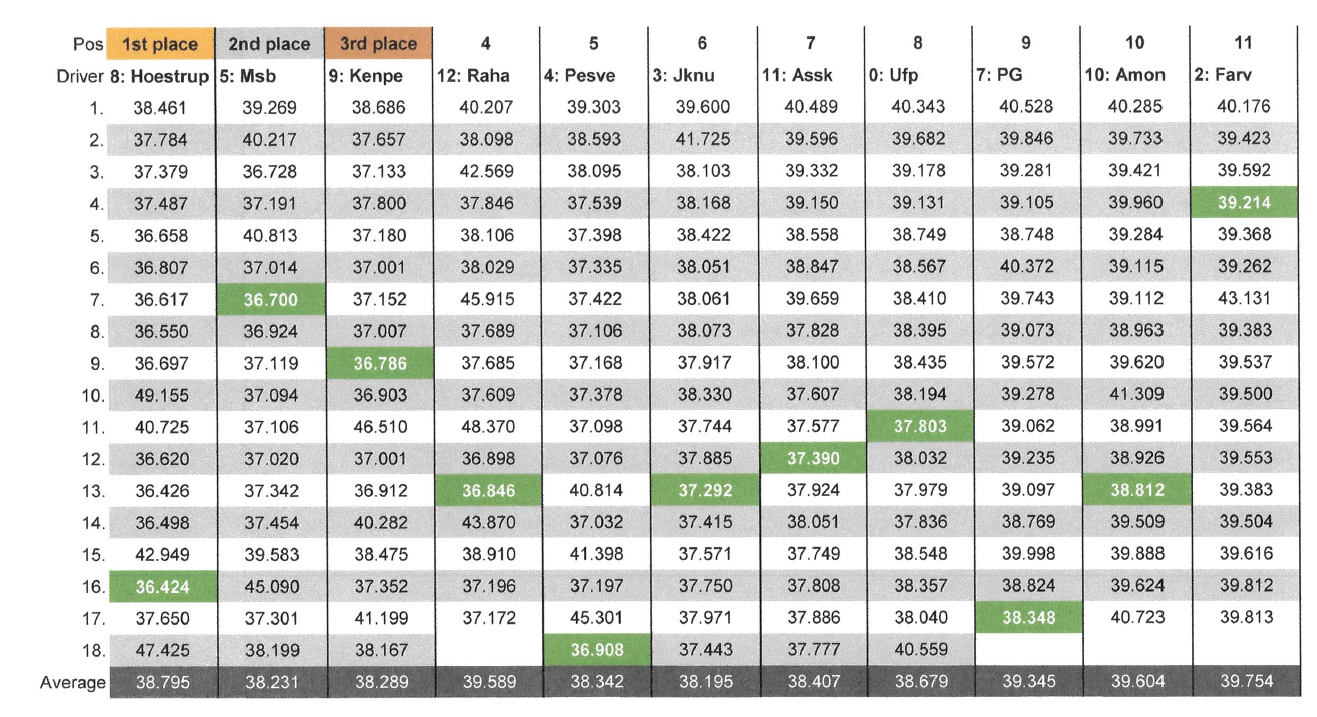 Pos 1st place 2nd place 3rd place 4 5 6 7 8 9 10 11
Driver 8: Hoestrup 5: Msb 9: Kenpe 12: Raha 4: Pesve 3: Jknu 11: Assk 0: Ufp 7: PG 10: Amon 2: Farv
1. 38.461 39.269 38.686 40.207 39.303 39.600 40.489 40.343 40.528 40.285 40.176
2. 37.784 40.217 37.657 38.098 38.593 41.725 39.596 39.682 39.846 39.733 39.423
3. 37.379 36.728 37.133 42.569 38.095 38.103 39.332 39.178 39.281 39.421 39.592
4. 37.487 37.191 37.800 37.846 37.539 38.168 39.150 39.131 39.105 39.960 39.214
5. 36.658 40.813 37.180 38.106 37.398 38.422 38.558 38.749 38.748 39.284 39.368
6. 36.807 37.014 37.001 38.029 37.335 38.051 38.847 38.567 40.372 39.115 39.262
7. 36.617 36.700 37.152 45.915 37.422 38.061 39.659 38.410 39.743 39.112 43.131
8. 36.550 36.924 37.007 37.689 37.106 38.073 37.828 38.395 39.073 38.963 39.383
9. 36.697 37.119 36.786 37.685 37.168 37.917 38.100 38.435 39.572 39.620 39.537
10. 49.155 37.094 36.903 37.609 37.378 38.330 37.607 38.194 39.278 41.309 39.500
11. 40.725 37.106 46.510 48.370 37.098 37.744 37.577 37.803 39.062 38.991 39.564
12. 36.620 37.020 37.001 36.898 37.076 37.885 37.390 38.032 39.235 38.926 39.553
13. 36.426 37.342 36.912 36.846 40.814 37.292 37.924 37.979 39.097 38.812 39.383
14. 36.498 37.454 40.282 43.870 37.032 37.415 38.051 37.836 38.769 39.509 39.504
15. 42.949 39.583 38.475 38.910 41.398 37.571 37.749 38.548 39.998 39.888 39.616
16. 36.424 45.090 37.352 37.196 37.197 37.750 37.808 38.357 38.824 39.624 39.812
17. 37.650 37.301 41.199 37.172 45.301 37.971 37.886 38.040 38.348 40.723 39.813
18. 47.425 38.199 38.167 36.908 37.443 37.777 40.559
Average 38.795 38.231 38.289 39.589 38.342 38.195 38.407 38.679 39.345 39.604 39.754